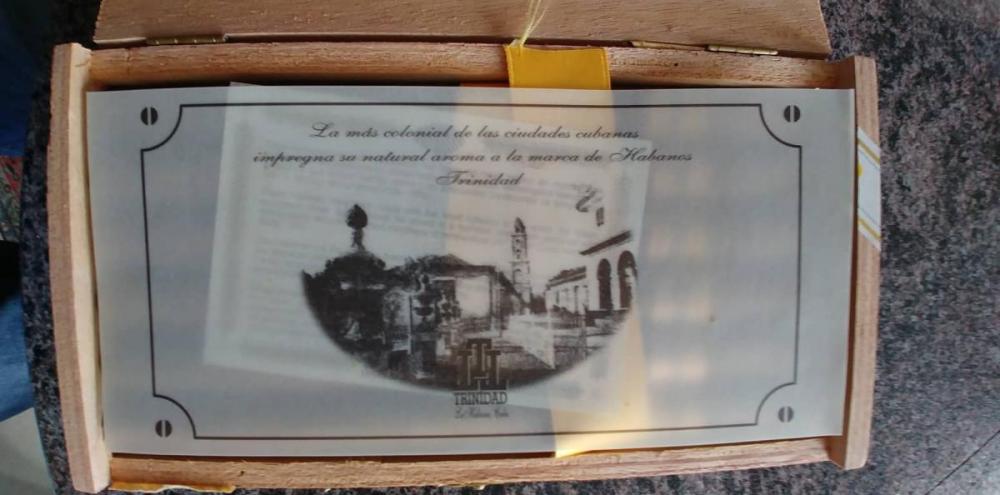 La más colonial de las ciudades cubanas
impregna su natural aroma a la marca de Habanos
Trinidad
TRINIDAD
La Habana, Cuba